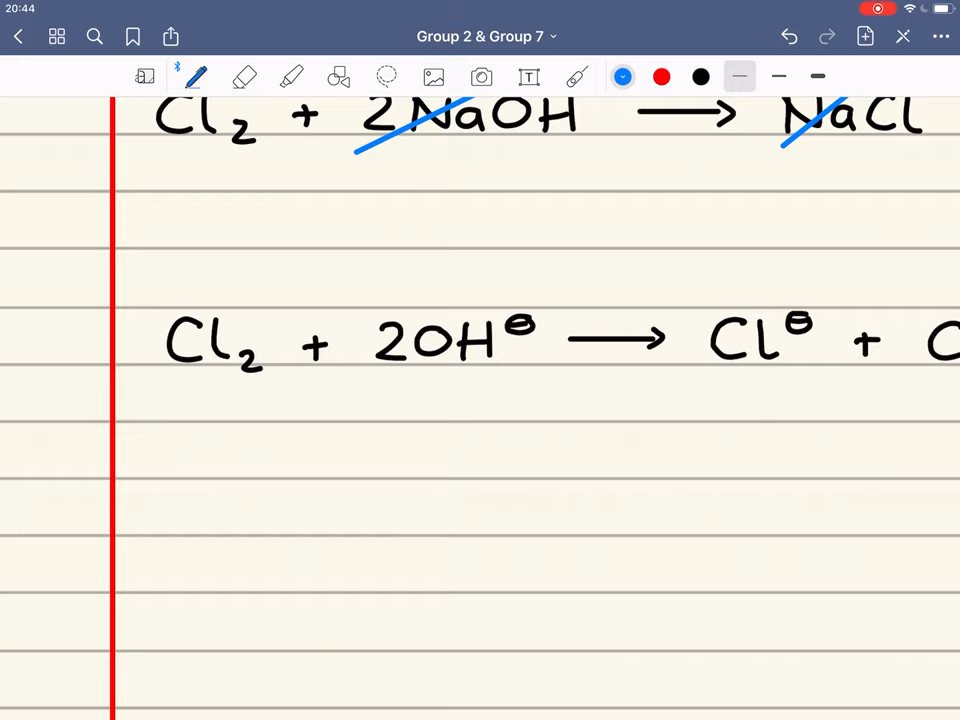 20:44
Group 2 & Group 7
T
Cl₂ + 2NaOH ⟶ NaCl
Cl₂ + 2OH⊖ ⟶ Cl⊖ +